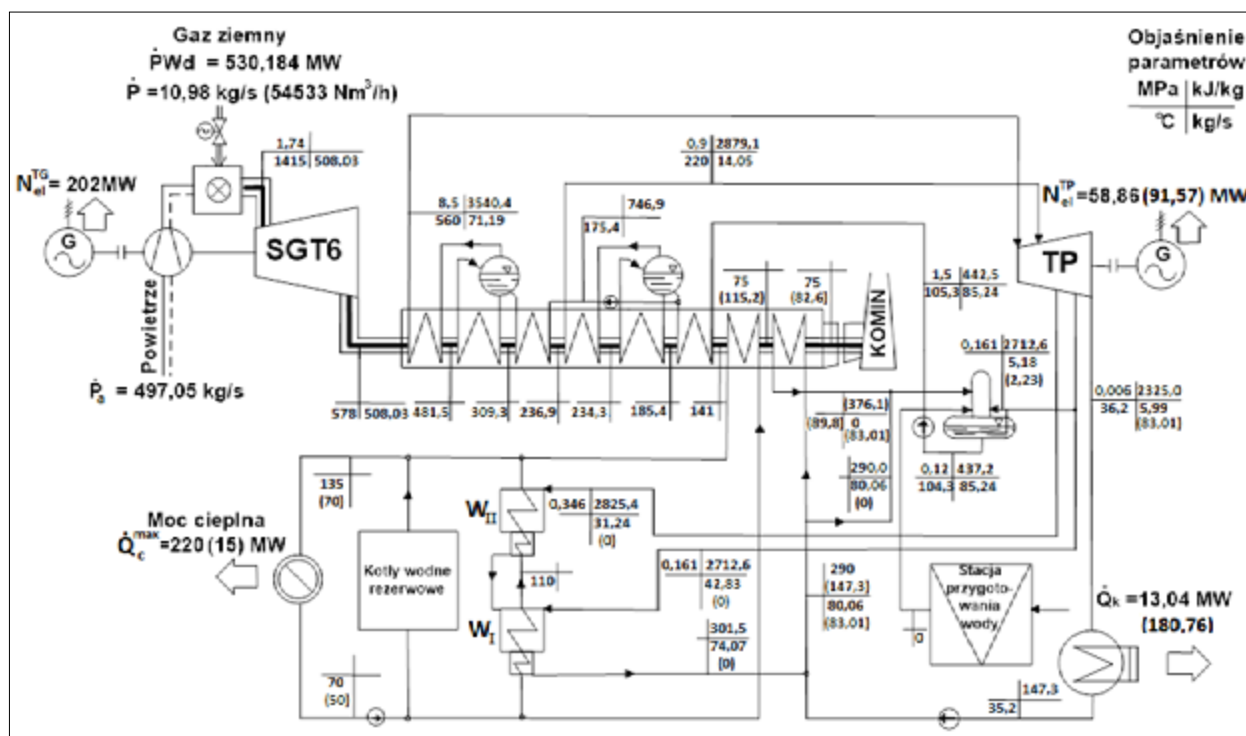 Gaz ziemny
ṖWd = 530,184 MW
Ṗ =10,98 kg/s (54533 Nm³/h)
Objaśnienie
parametrów
MPa kJ/kg
°C kg/s
1,74
1415 508,03
N_el^TG = 202MW
G
SGT6
Powietrze
Ṗa = 497,05 kg/s
8,5 3540,4
560 71,19
0,9 2879,1
220 14,05
746,9
175,4
75
(115,2)
75
(82,6)
KOMIN
1,5 442,5
105,3 85,24
N_el^TP =58,86 (91,57) MW
TP
G
0,161 2712,6
5,18
(2,23)
0,006 2325,0
36,2 5,99
(83,01)
578 508,03
481,5
309,3
236,9
234,3
185,4
141
(376,1)
(89,8) 0
(83,01)
290,0
80,06
(0)
0,12 437,2
104,3 85,24
135
(70)
Moc cieplna
Q̇c^max =220 (15) MW
Kotły wodne
rezerwowe
W_II
0,346 2825,4
31,24
(0)
110
W_I
0,161 2712,6
42,83
(0)
301,5
74,07
(0)
290
(147,3)
80,06
(83,01)
Stacja
przygoto-
wania
wody
0
Q̇k =13,04 MW
(180,76)
70
(50)
147,3
35,2